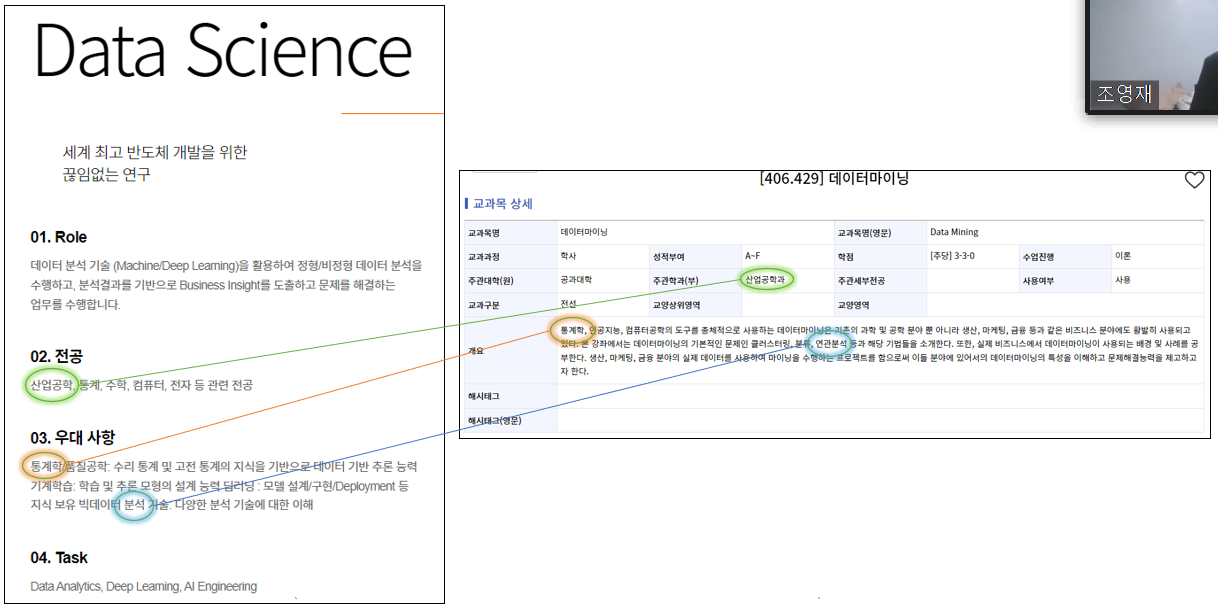 Data Science
세계 최고 반도체 개발을 위한
끊임없는 연구
01. Role
데이터 분석 기술 (Machine/Deep Learning)을 활용하여 정형/비정형 데이터 분석을
수행하고, 분석결과를 기반으로 Business Insight를 도출하고 문제를 해결하는
업무를 수행합니다.
02. 전공
산업공학, 통계, 수학, 컴퓨터, 전자 등 관련 전공
03. 우대 사항
통계학/품질공학: 수리 통계 및 고전 통계의 지식을 기반으로 데이터 기반 추론 능력
기계학습: 학습 및 추론 모형의 설계 능력 딥러닝 : 모델 설계/구현/Deployment 등
지식 보유 빅데이터 분석 기술: 다양한 분석 기술에 대한 이해
04. Task
Data Analytics, Deep Learning, AI Engineering
조영재
[406.429] 데이터마이닝
교과목 상세
교과목명 데이터마이닝 교과목명(영문) Data Mining
교과과정 학사 성적부여 A~F 학점 [주당] 3-3-0 수업진행 이론
주관대학(원) 공과대학 주관학과(부) 산업공학과 주관세부전공 사용여부 사용
교과구분 전선 교양상위영역 교양영역
개요
통계학, 인공지능, 컴퓨터공학의 도구를 총체적으로 사용하는 데이터마이닝은 기존의 과학 및 공학 분야 뿐 아니라 생산, 마케팅, 금융 등과 같은 비즈니스 분야에도 활발히 사용되고
있다. 본 강좌에서는 데이터마이닝의 기본적인 문제인 클러스터링, 분류, 연관분석 등과 해당 기법들을 소개한다. 또한, 실제 비즈니스에서 데이터마이닝이 사용되는 배경 및 사례를 공
부한다. 생산, 마케팅, 금융 분야의 실제 데이터를 사용하여 마이닝을 수행하는 프로젝트를 함으로써 이들 분야에 있어서의 데이터마이닝의 특성을 이해하고 문제해결능력을 제고하고
자 한다.
해시태그
해시태그(영문)